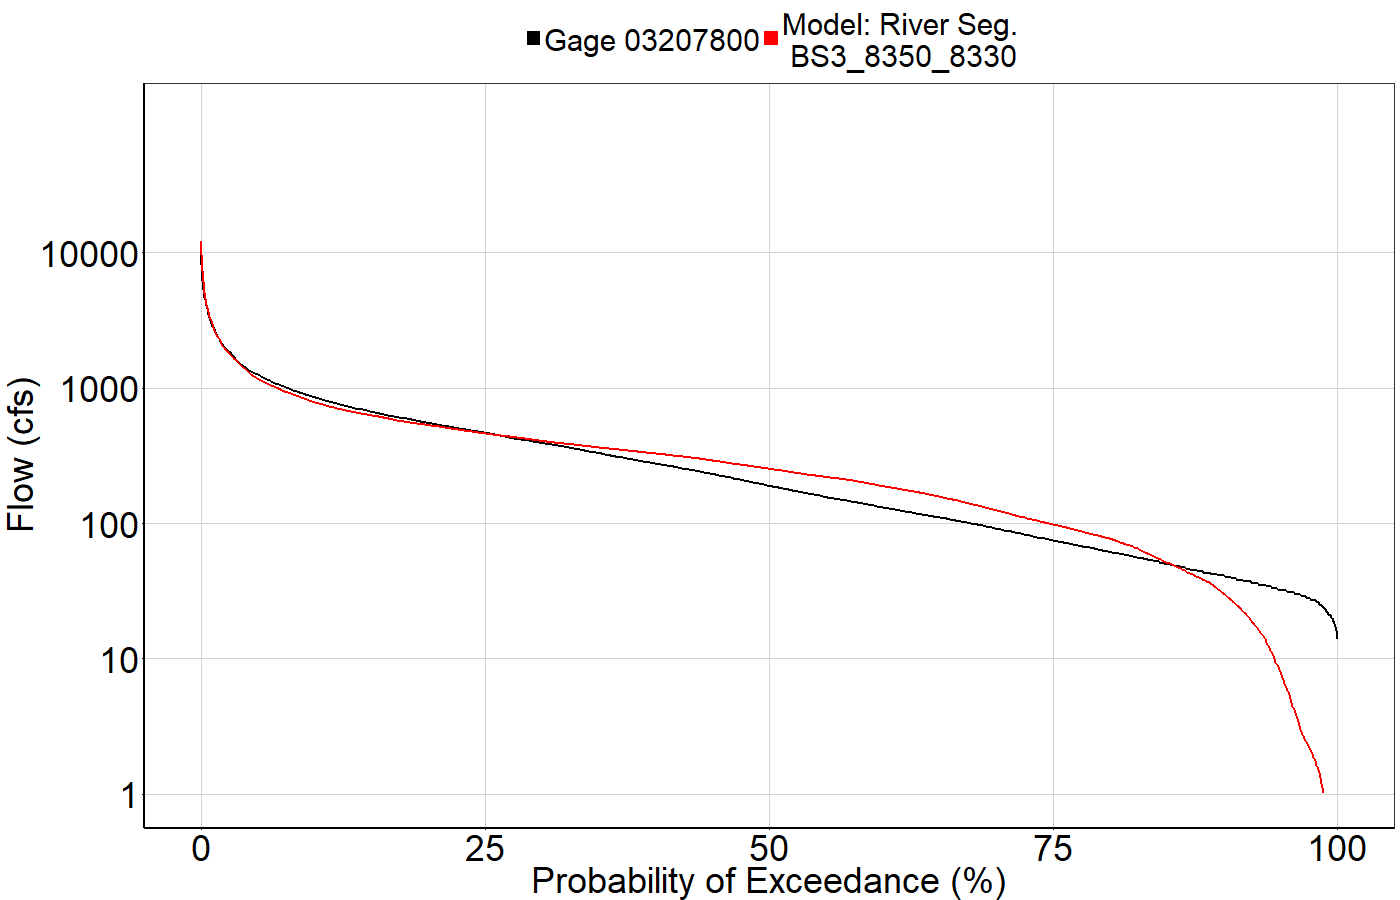 Gage 03207800
Model: River Seg.
BS3_8350_8330
10000
1000
100
10
1
Flow (cfs)
0 25 50 75 100
Probability of Exceedance (%)